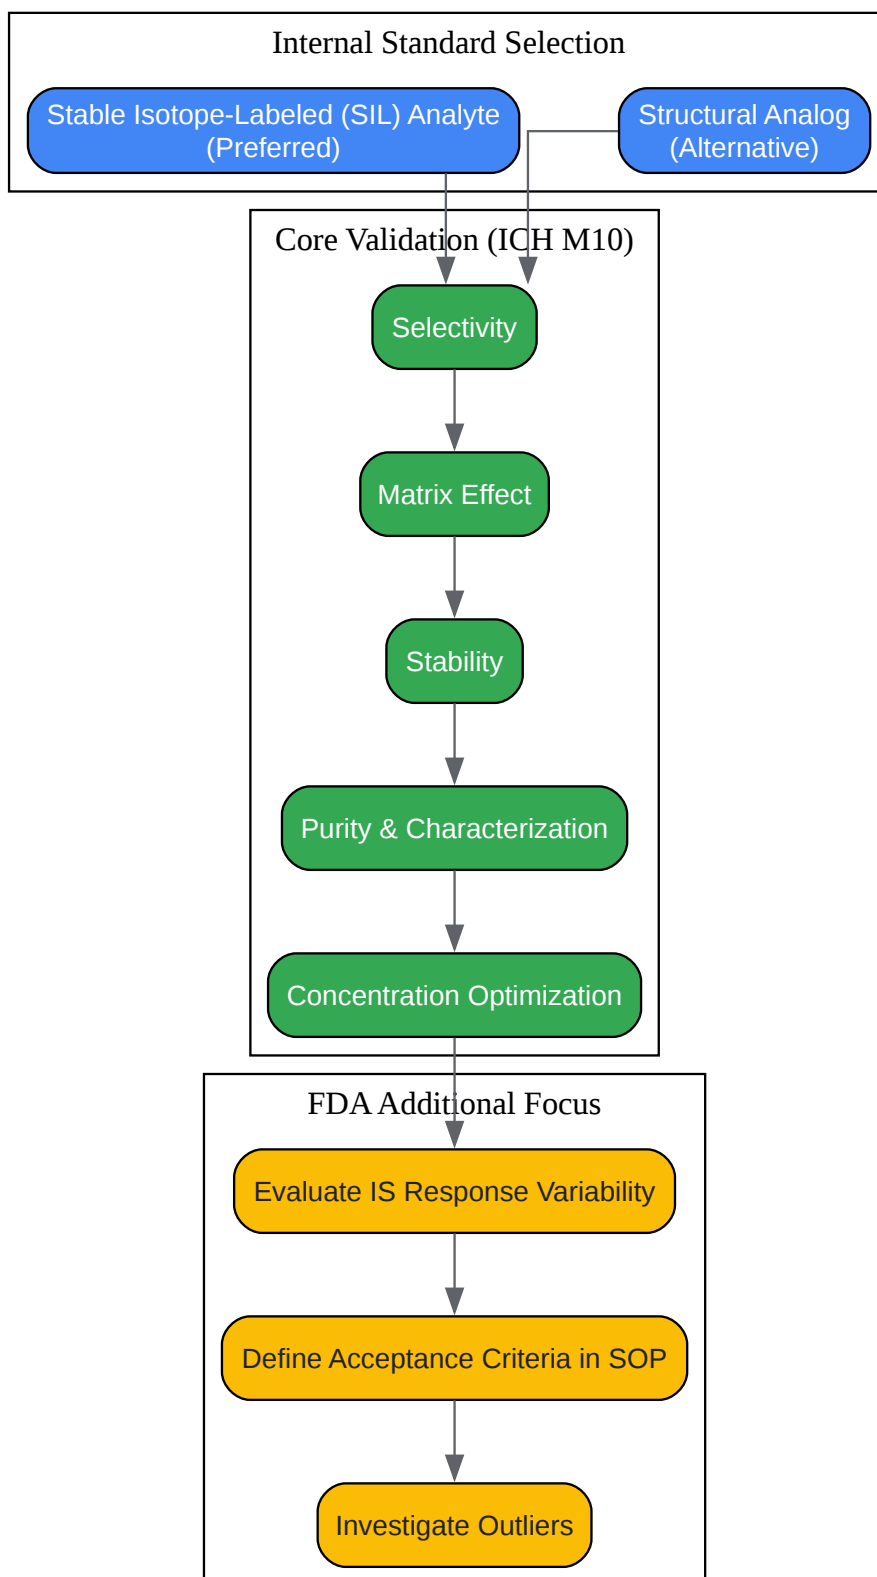 Internal Standard Selection
Stable Isotope-Labeled (SIL) Analyte
(Preferred)
Structural Analog
(Alternative)
Core Validation (ICH M10)
Selectivity
Matrix Effect
Stability
Purity & Characterization
Concentration Optimization
FDA Additional Focus
Evaluate IS Response Variability
Define Acceptance Criteria in SOP
Investigate Outliers